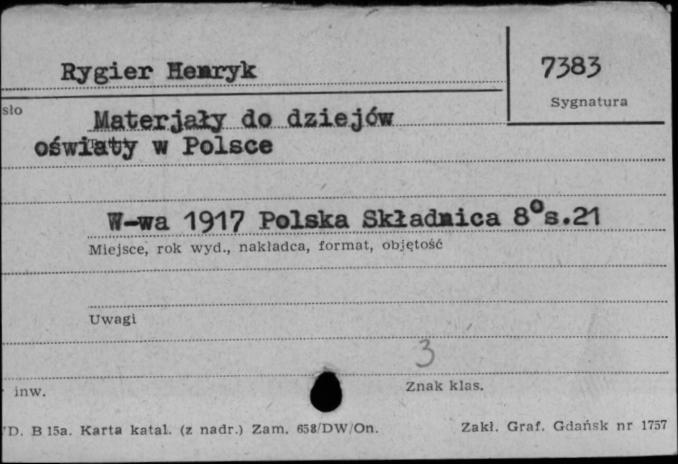 Rygier Henryk
7383
Sygnatura
sło
Materjały do dziejów
oświaty w Polsce
W-wa 1917 Polska Składnica 8° s.21
Miejsce, rok wyd., nakładca, format, objętość
Uwagi
3
inw.
Znak klas.
D. B 15a. Karta katal. (z nadr.) Zam. 658/DW/On.
Zakł. Graf. Gdańsk nr 1757